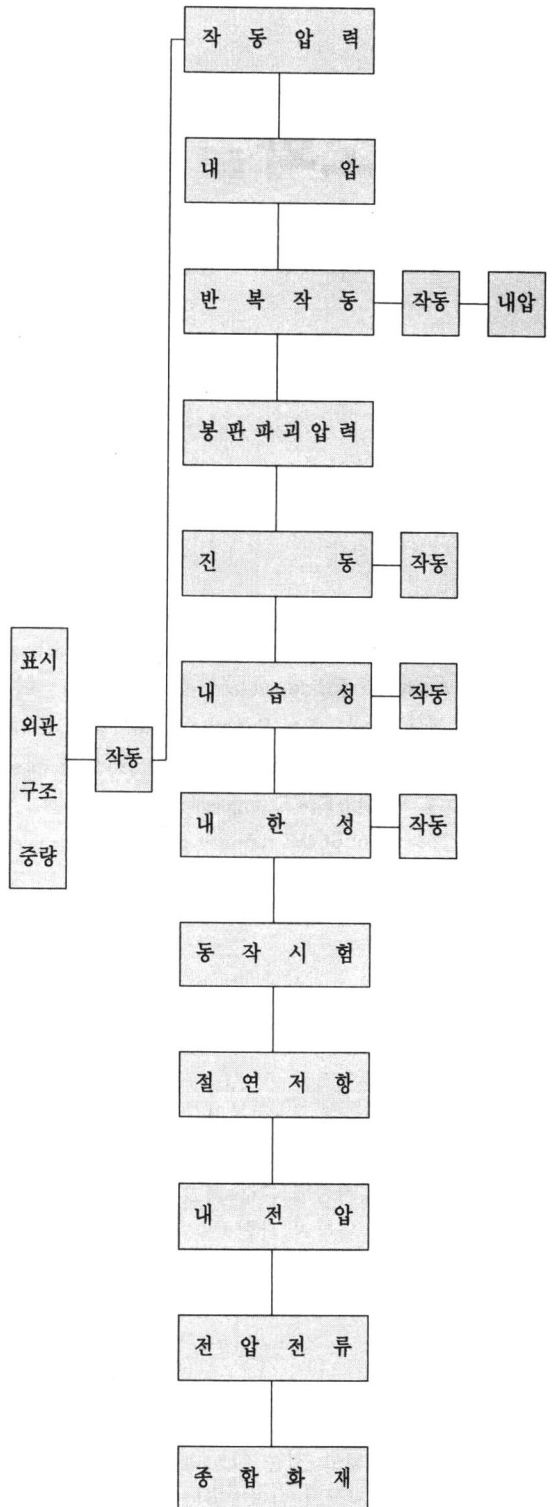 작 동 압 력
내 압
반 복 작 동 작동 내압
봉판파괴압력
진 동 작동
표시
외관
구조
중량
작동
내 습 성 작동
내 한 성 작동
동 작 시 험
절 연 저 항
내 전 압
전 압 전 류
종 합 화 재